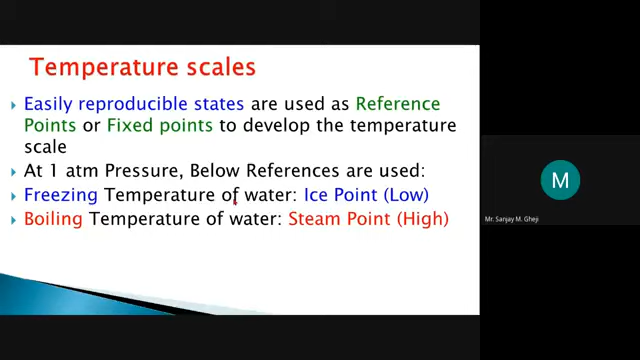 Temperature scales
Easily reproducible states are used as Reference
Points or Fixed points to develop the temperature
scale
At 1 atm Pressure, Below References are used:
Freezing Temperature of water: Ice Point (Low)
Boiling Temperature of water: Steam Point (High)
M
Mr. Sanjay M. Gheji